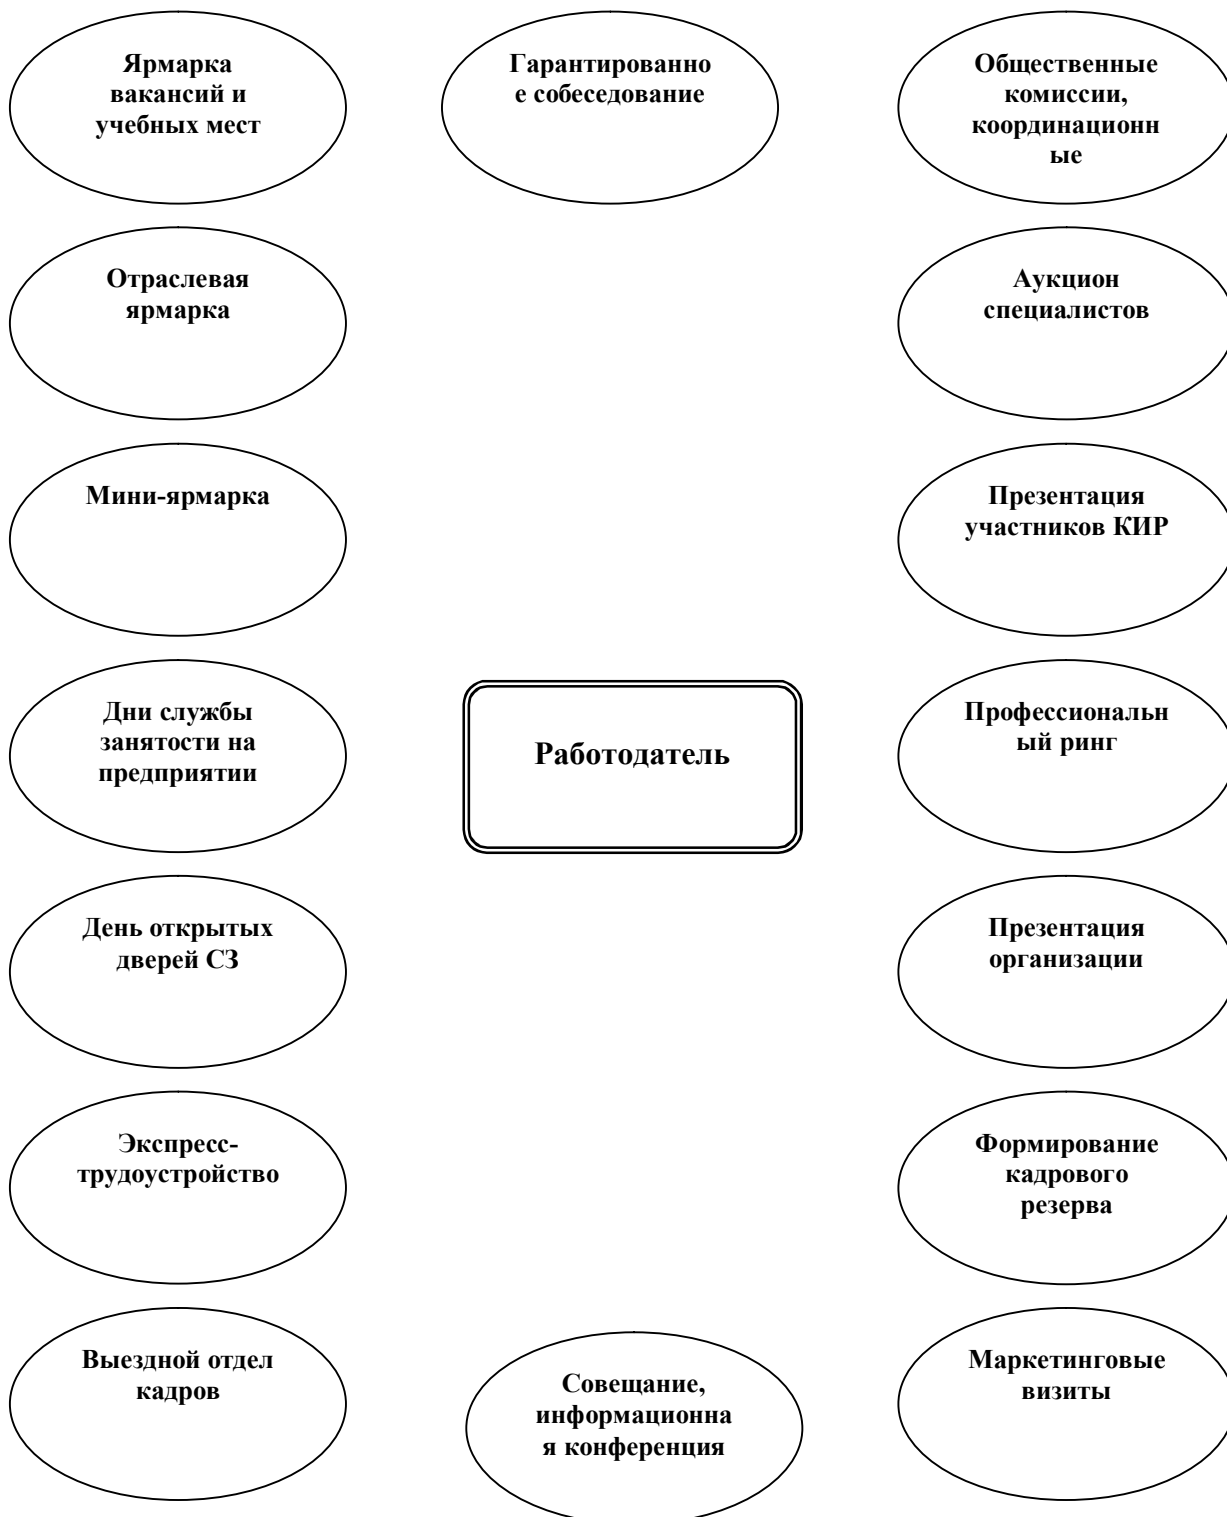 Ярмарка
вакансий и
учебных мест
Гарантированно
е собеседование
Общественные
комиссии,
координационн
ые
Отраслевая
ярмарка
Аукцион
специалистов
Мини-ярмарка
Презентация
участников КИР
Дни службы
занятости на
предприятии
Работодатель
Профессиональн
ый ринг
День открытых
дверей СЗ
Презентация
организации
Экспресс-
трудоустройство
Формирование
кадрового
резерва
Выездной отдел
кадров
Совещание,
информационна
я конференция
Маркетинговые
визиты